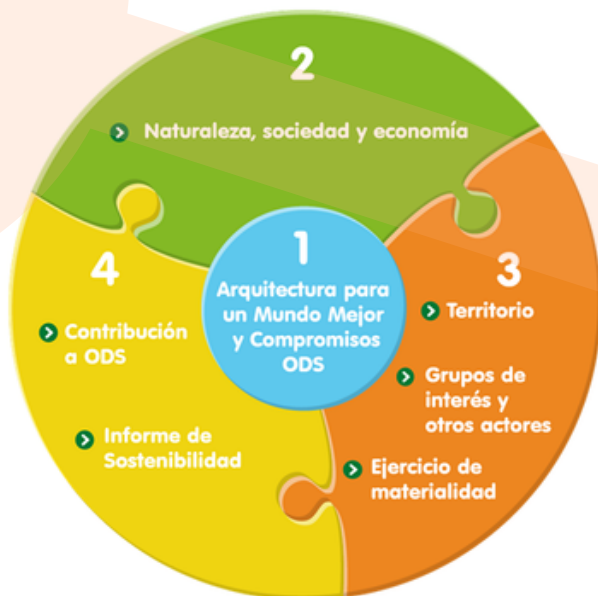 2
Naturaleza, sociedad y economía
1
Arquitectura para
un Mundo Mejor
y Compromisos
ODS
3
Territorio
Grupos de
interés y
otros actores
Ejercicio de
materialidad
4
Contribución
a ODS
Informe de
Sostenibilidad